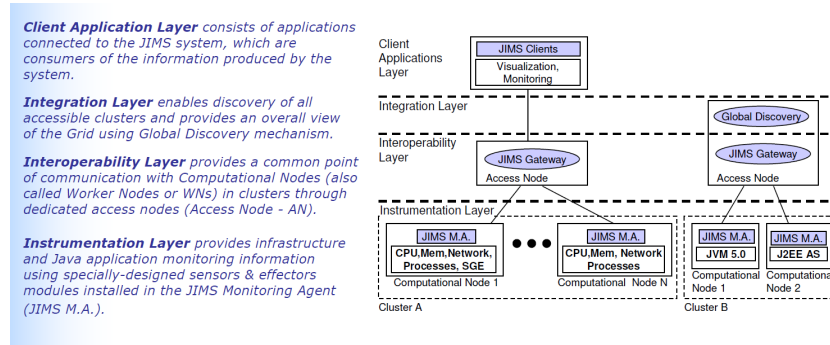 Client Application Layer consists of applications
connected to the JIMS system, which are
consumers of the information produced by the
system.
Integration Layer enables discovery of all
accessible clusters and provides an overall view
of the Grid using Global Discovery mechanism.
Interoperability Layer provides a common point
of communication with Computational Nodes (also
called Worker Nodes or WNs) in clusters through
dedicated access nodes (Access Node - AN).
Instrumentation Layer provides infrastructure
and Java application monitoring information
using specially-designed sensors & effectors
modules installed in the JIMS Monitoring Agent
(JIMS M.A.).
Client
Applications
Layer
JIMS Clients
Visualization,
Monitoring
Integration Layer
Global Discovery
Interoperability
Layer
JIMS Gateway
Access Node
JIMS Gateway
Access Node
Instrumentation Layer
JIMS M.A.
CPU,Mem,Network,
Processes, SGE
Computational Node 1
JIMS M.A.
CPU,Mem, Network
Processes
Computational Node N
Cluster A
JIMS M.A.
JVM 5.0
Computational
Node 1
JIMS M.A.
J2EE AS
Computationa
Node 2
Cluster B